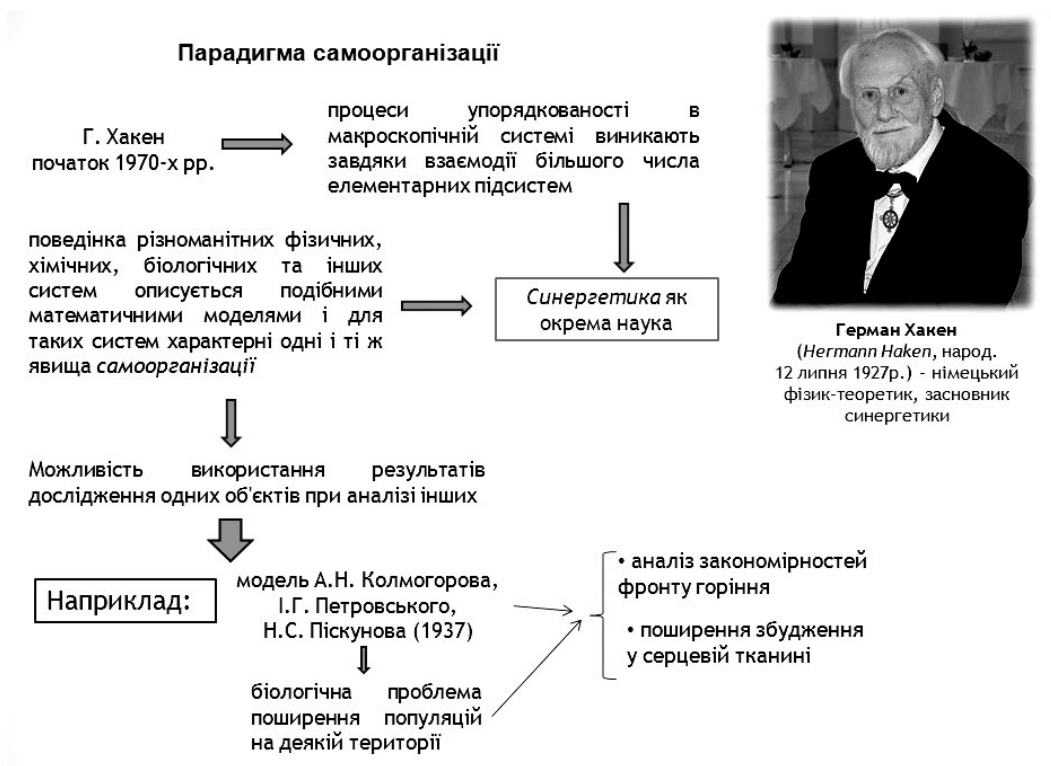 Парадигма самоорганізації
Г. Хакен
початок 1970-х рр.
процеси упорядкованості в
макроскопічній системі виникають
завдяки взаємодії більшого числа
елементарних підсистем
поведінка різноманітних фізичних,
хімічних, біологічних та інших
систем описується подібними
математичними моделями і для
таких систем характерні одні і ті ж
явища самоорганізації
Синергетика як
окрема наука
Герман Хакен
(Hermann Haken, народ.
12 липня 1927р.) - німецький
фізик-теоретик, засновник
синергетики
Можливість використання результатів
дослідження одних об'єктів при аналізі інших
Наприклад:
модель А.Н. Колмогорова,
І.Г. Петровського,
Н.С. Піскунова (1937)
біологічна проблема
поширення популяцій
на деякій території
• аналіз закономірностей
фронту горіння
• поширення збудження
у серцевій тканині